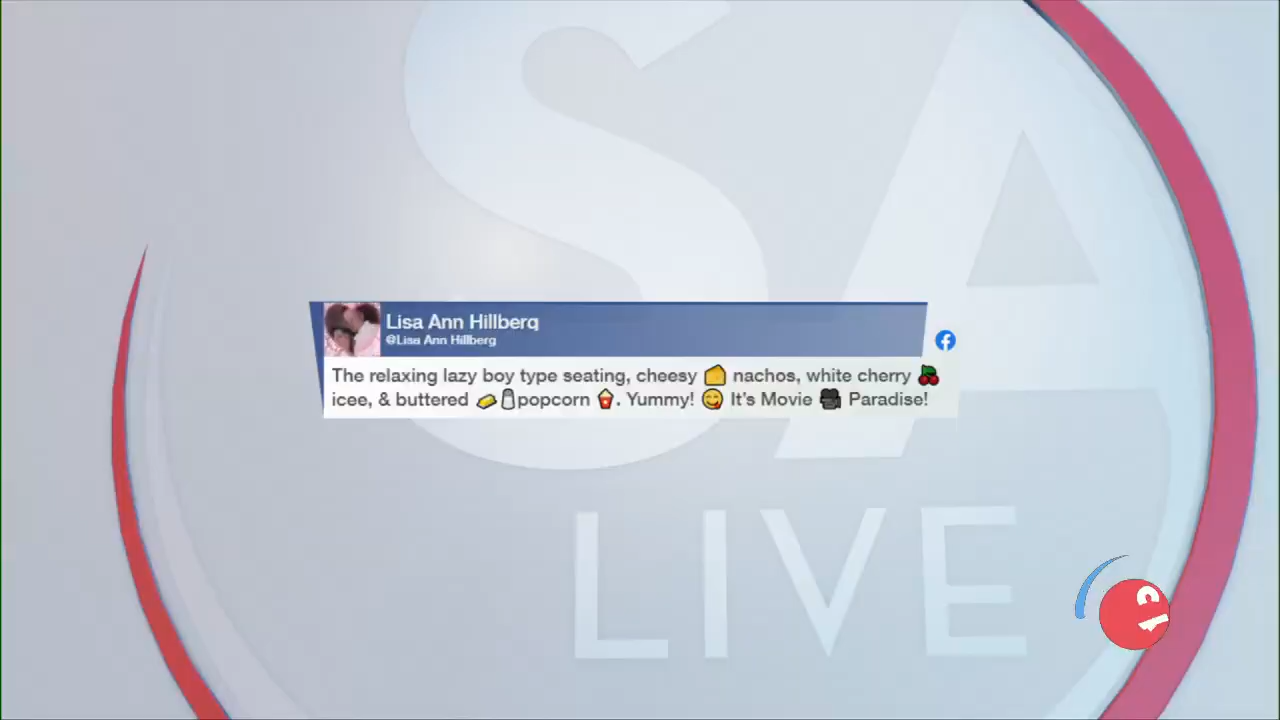 SA
LIVE
Lisa Ann Hillberg
@Lisa Ann Hillberg
The relaxing lazy boy type seating, cheesy 🧀 nachos, white cherry 🍒
icee, & buttered 🧈🧂popcorn 🍿. Yummy! 😋 It's Movie 🎥 Paradise!